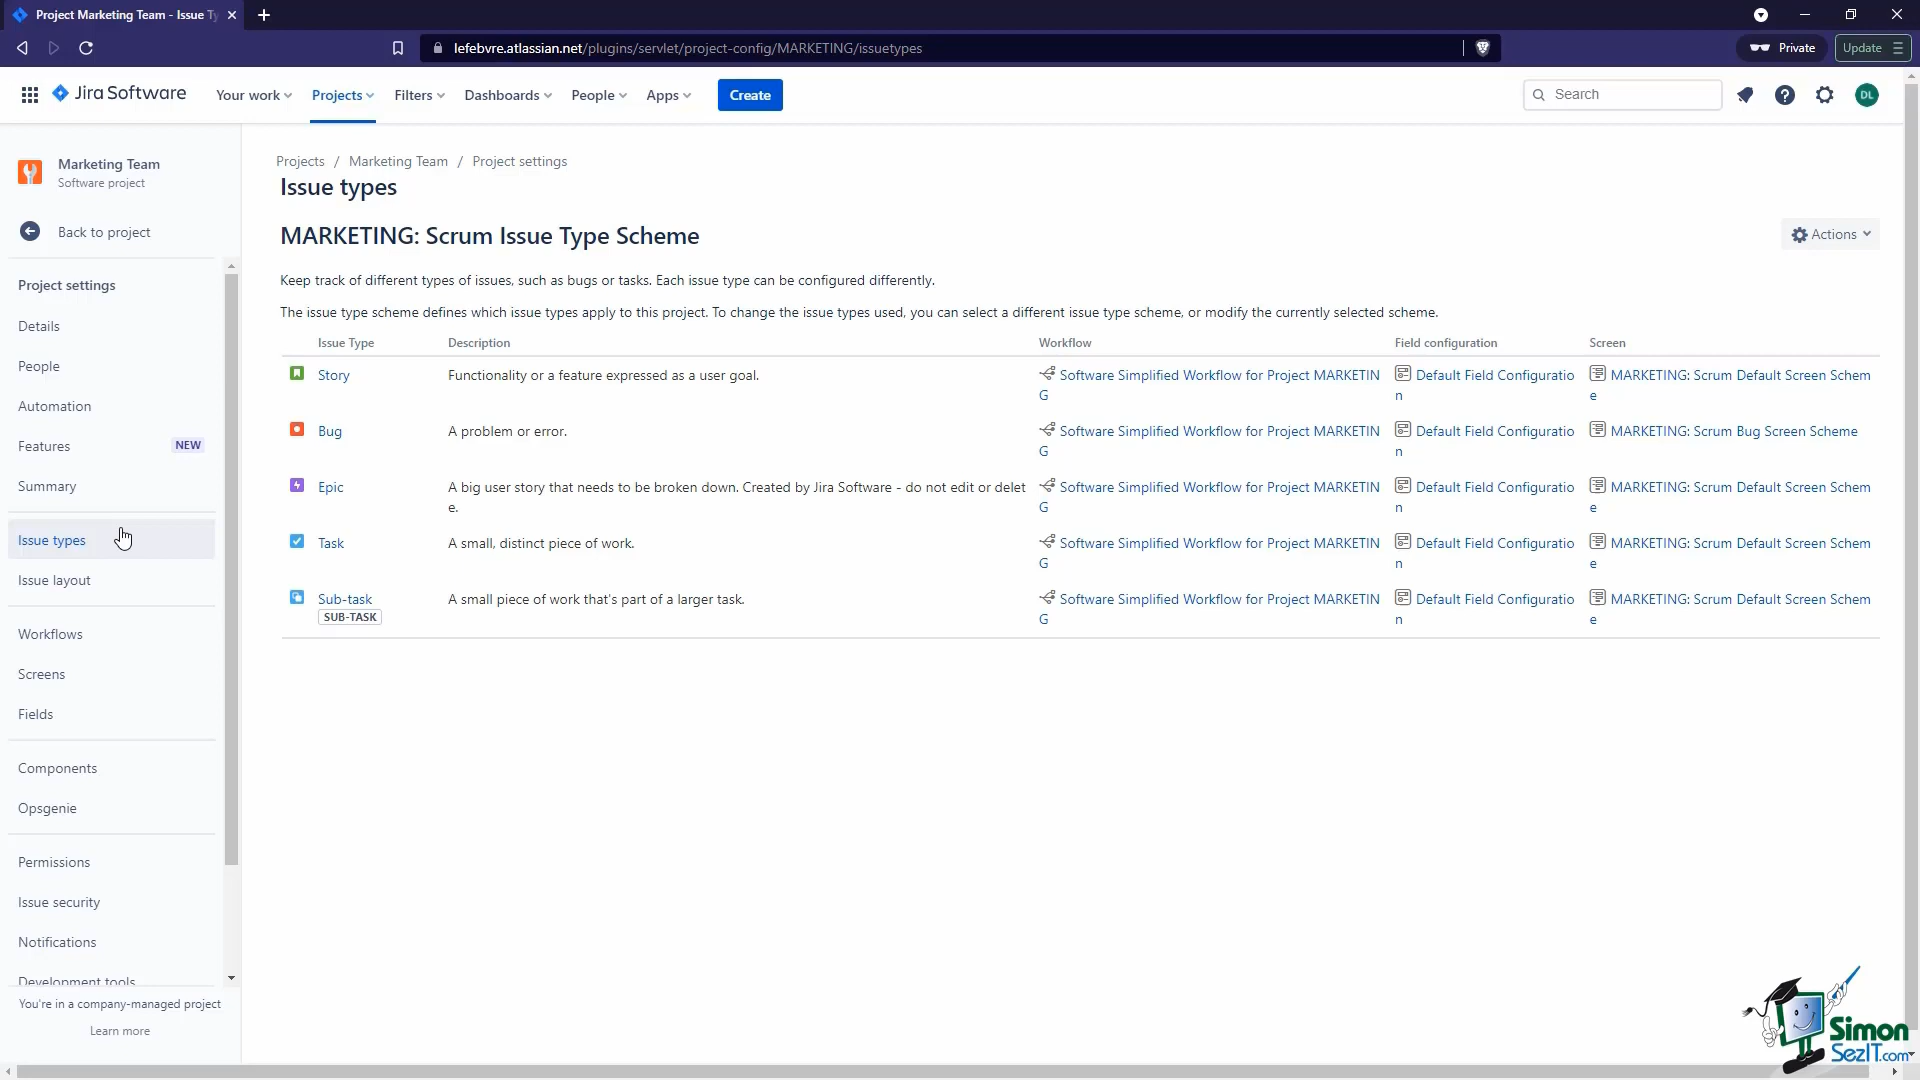 Project Marketing Team - Issue Ty
lefebvre.atlassian.net/plugins/servlet/project-config/MARKETING/issuetypes
Private
Update
Jira Software
Your work
Projects
Filters
Dashboards
People
Apps
Create
Search
DL
Marketing Team
Software project
Back to project
Project settings
Details
People
Automation
Features
NEW
Summary
Issue types
Issue layout
Workflows
Screens
Fields
Components
Opsgenie
Permissions
Issue security
Notifications
Development tools
You're in a company-managed project
Learn more
Projects / Marketing Team / Project settings
Issue types
MARKETING: Scrum Issue Type Scheme
Actions
Keep track of different types of issues, such as bugs or tasks. Each issue type can be configured differently.
The issue type scheme defines which issue types apply to this project. To change the issue types used, you can select a different issue type scheme, or modify the currently selected scheme.
Issue Type Description Workflow Field configuration Screen
Story Functionality or a feature expressed as a user goal. Software Simplified Workflow for Project MARKETIN Default Field Configuratio MARKETING: Scrum Default Screen Schem
G n e
Bug A problem or error. Software Simplified Workflow for Project MARKETIN Default Field Configuratio MARKETING: Scrum Bug Screen Scheme
G n
Epic A big user story that needs to be broken down. Created by Jira Software - do not edit or delet Software Simplified Workflow for Project MARKETIN Default Field Configuratio MARKETING: Scrum Default Screen Schem
e. G n e
Task A small, distinct piece of work. Software Simplified Workflow for Project MARKETIN Default Field Configuratio MARKETING: Scrum Default Screen Schem
G n e
Sub-task A small piece of work that's part of a larger task. Software Simplified Workflow for Project MARKETIN Default Field Configuratio MARKETING: Scrum Default Screen Schem
SUB-TASK G n e
Simon
SezIT.com